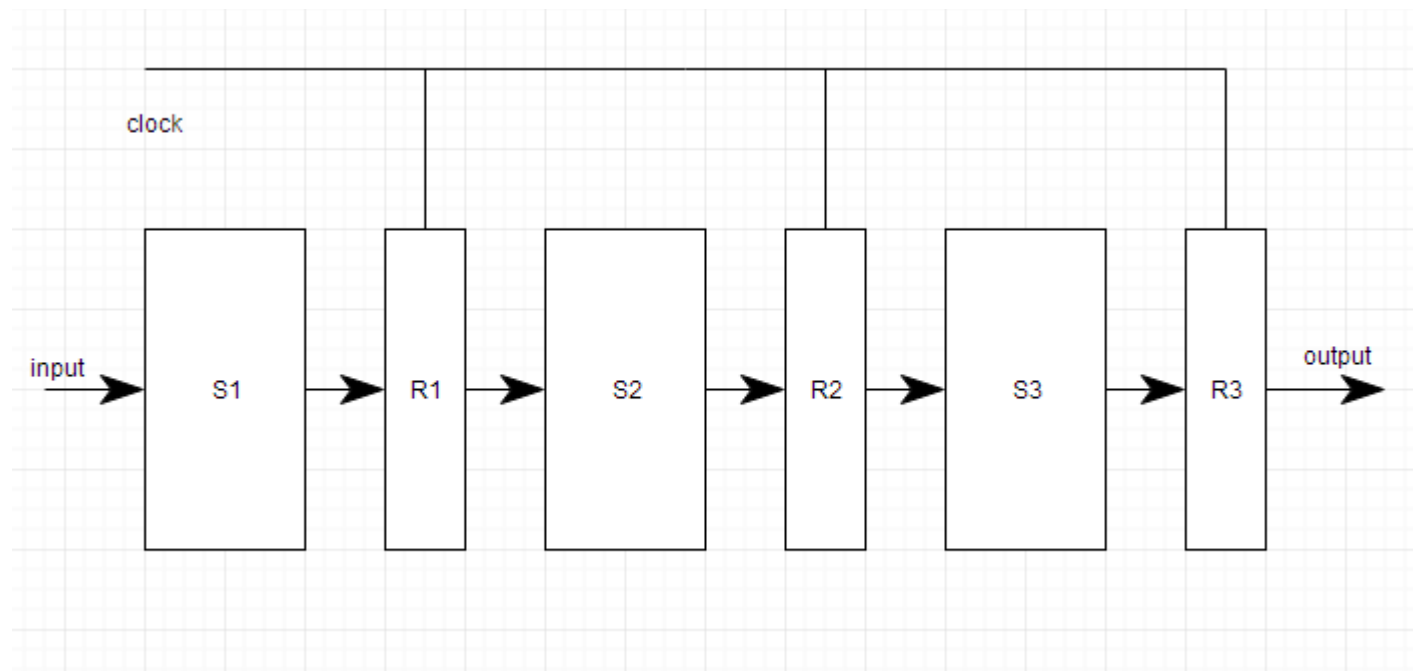 clock
input
S1
R1
S2
R2
S3
R3
output